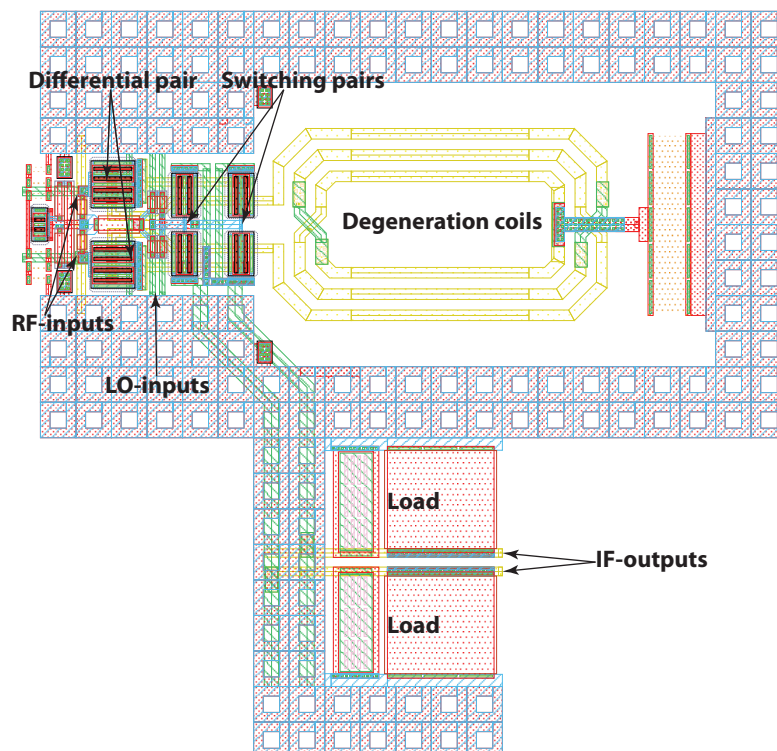 Differential pair
Switching pairs
Degeneration coils
RF-inputs
LO-inputs
Load
IF-outputs
Load